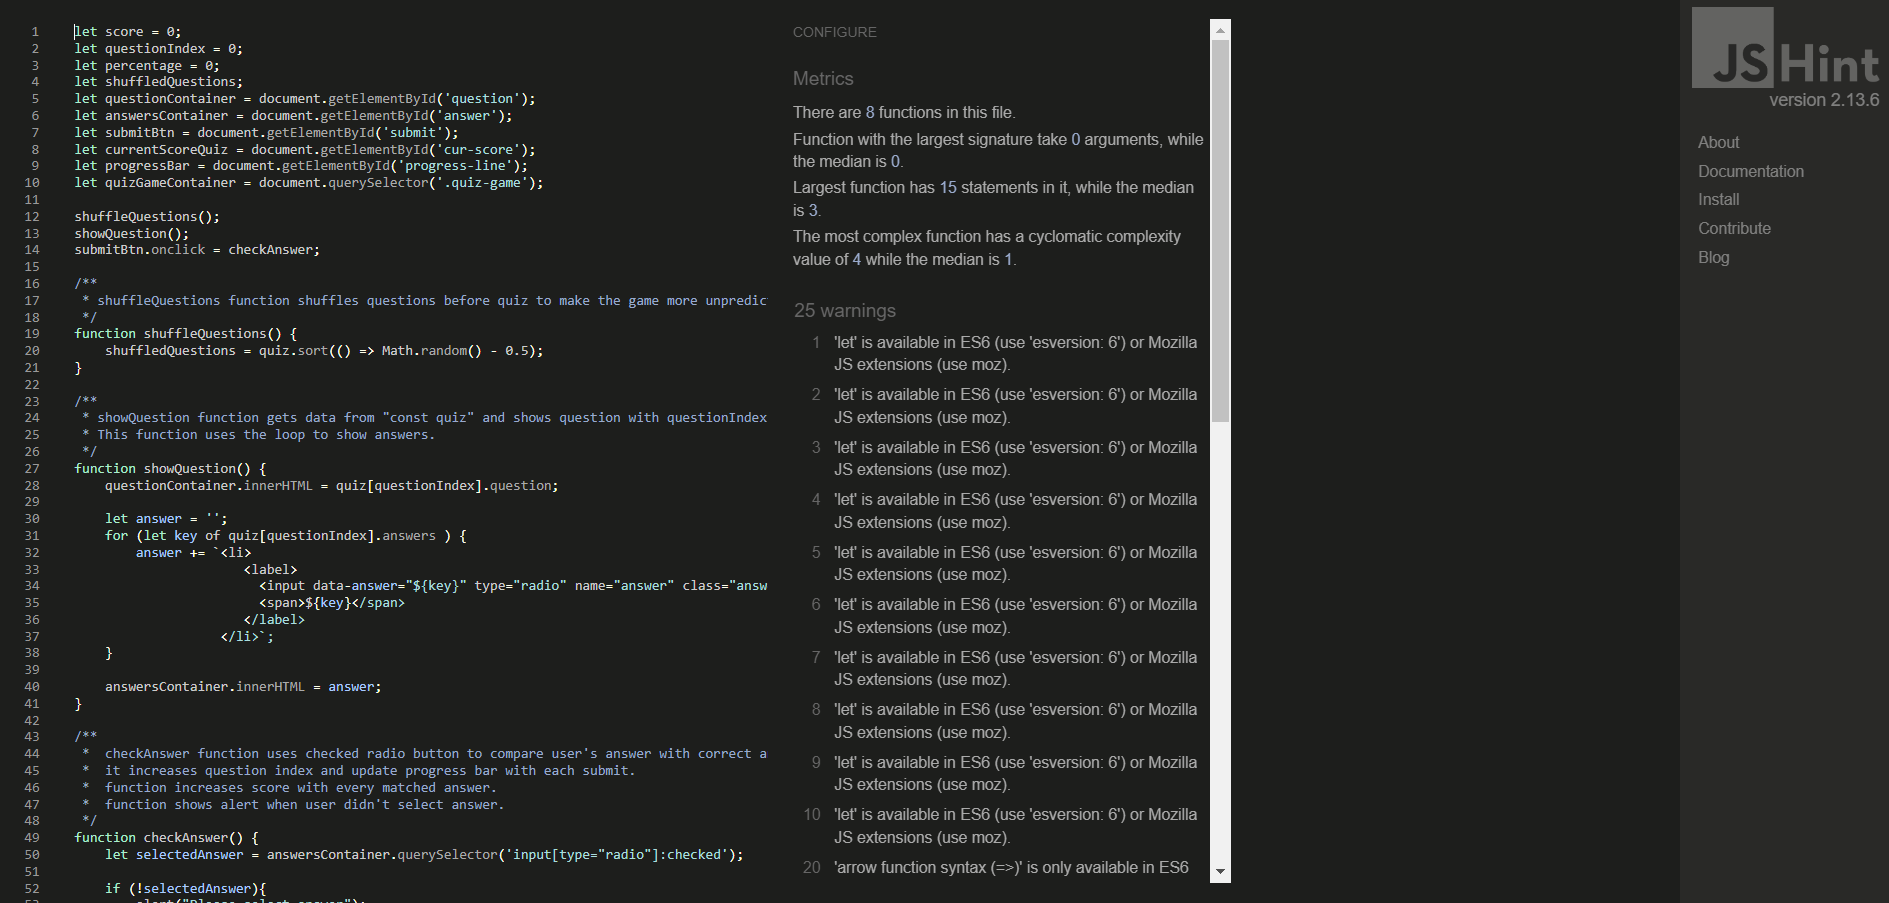 1 let score = 0;
2 let questionIndex = 0;
3 let percentage = 0;
4 let shuffledQuestions;
5 let questionContainer = document.getElementById('question');
6 let answersContainer = document.getElementById('answer');
7 let submitBtn = document.getElementById('submit');
8 let currentScoreQuiz = document.getElementById('cur-score');
9 let progressBar = document.getElementById('progress-line');
10 let quizGameContainer = document.querySelector('.quiz-game');
11
12 shuffleQuestions();
13 showQuestion();
14 submitBtn.onclick = checkAnswer;
15
16 /**
17  * shuffleQuestions function shuffles questions before quiz to make the game more unpredic
18  */
19 function shuffleQuestions() {
20     shuffledQuestions = quiz.sort(() => Math.random() - 0.5);
21 }
22
23 /**
24  * showQuestion function gets data from "const quiz" and shows question with questionIndex
25  * This function uses the loop to show answers.
26  */
27 function showQuestion() {
28     questionContainer.innerHTML = quiz[questionIndex].question;
29
30     let answer = '';
31     for (let key of quiz[questionIndex].answers ) {
32         answer += `<li>
33                       <label>
34                         <input data-answer="${key}" type="radio" name="answer" class="answ
35                         <span>${key}</span>
36                       </label>
37                    </li>`;
38     }
39
40     answersContainer.innerHTML = answer;
41 }
42
43 /**
44  *  checkAnswer function uses checked radio button to compare user's answer with correct a
45  *  it increases question index and update progress bar with each submit.
46  *  function increases score with every matched answer.
47  *  function shows alert when user didn't select answer.
48  */
49 function checkAnswer() {
50     let selectedAnswer = answersContainer.querySelector('input[type="radio"]:checked');
51
52     if (!selectedAnswer){
53         alert("Please select answer");
CONFIGURE
Metrics
There are 8 functions in this file.
Function with the largest signature take 0 arguments, while
the median is 0.
Largest function has 15 statements in it, while the median
is 3.
The most complex function has a cyclomatic complexity
value of 4 while the median is 1.
25 warnings
1 'let' is available in ES6 (use 'esversion: 6') or Mozilla
JS extensions (use moz).
2 'let' is available in ES6 (use 'esversion: 6') or Mozilla
JS extensions (use moz).
3 'let' is available in ES6 (use 'esversion: 6') or Mozilla
JS extensions (use moz).
4 'let' is available in ES6 (use 'esversion: 6') or Mozilla
JS extensions (use moz).
5 'let' is available in ES6 (use 'esversion: 6') or Mozilla
JS extensions (use moz).
6 'let' is available in ES6 (use 'esversion: 6') or Mozilla
JS extensions (use moz).
7 'let' is available in ES6 (use 'esversion: 6') or Mozilla
JS extensions (use moz).
8 'let' is available in ES6 (use 'esversion: 6') or Mozilla
JS extensions (use moz).
9 'let' is available in ES6 (use 'esversion: 6') or Mozilla
JS extensions (use moz).
10 'let' is available in ES6 (use 'esversion: 6') or Mozilla
JS extensions (use moz).
20 'arrow function syntax (=>)' is only available in ES6
JSHint
version 2.13.6
About
Documentation
Install
Contribute
Blog